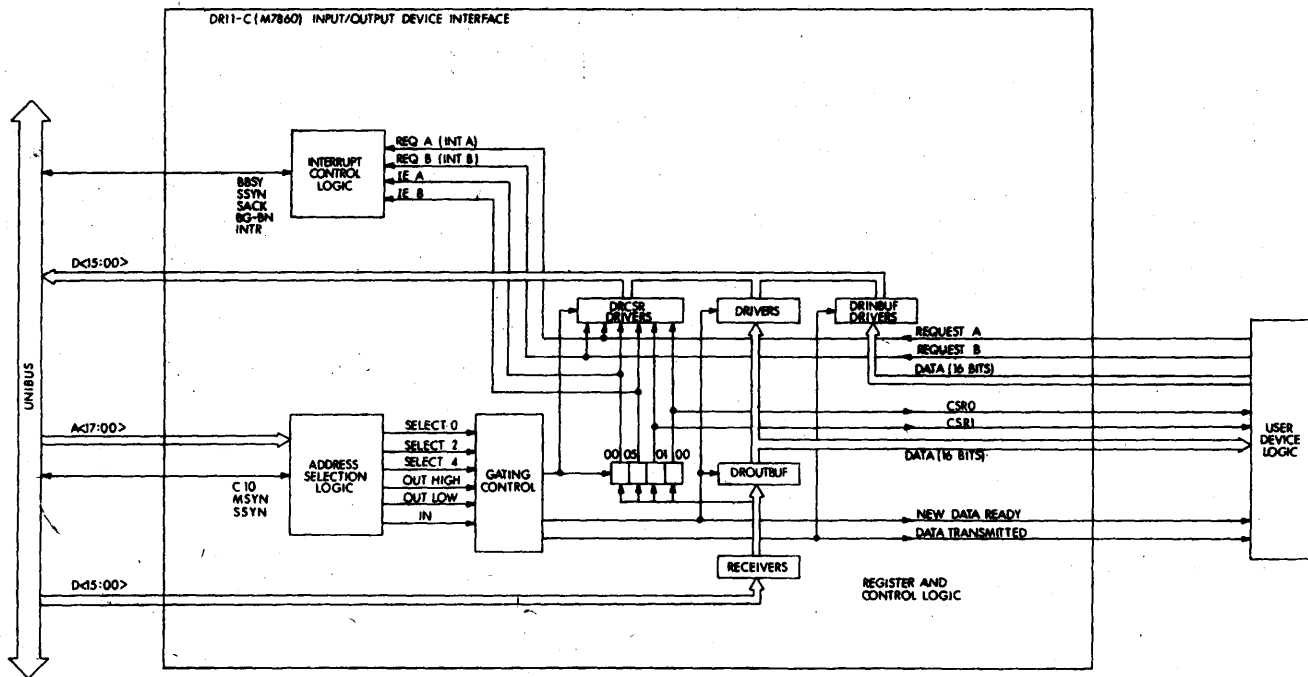 DR11-C (M7860) INPUT/OUTPUT DEVICE INTERFACE
UNIBUS
INTERRUPT
CONTROL
LOGIC
REQ A (INT A)
REQ B (INT B)
IE A
IE B
BBSY
SSYN
SACK
BG-BN
INTR
D<15:00>
DRCSR
DRIVERS
DRIVERS
DRINBUF
DRIVERS
REQUEST A
REQUEST B
DATA (16 BITS)
CSR0
CSR1
DATA (16 BITS)
USER
DEVICE
LOGIC
A<17:00>
C 10
MSYN
SSYN
ADDRESS
SELECTION
LOGIC
SELECT 0
SELECT 2
SELECT 4
OUT HIGH
OUT LOW
IN
GATING
CONTROL
00 05 01 00
DROUTBUF
NEW DATA READY
DATA TRANSMITTED
RECEIVERS
D<15:00>
REGISTER AND
CONTROL LOGIC